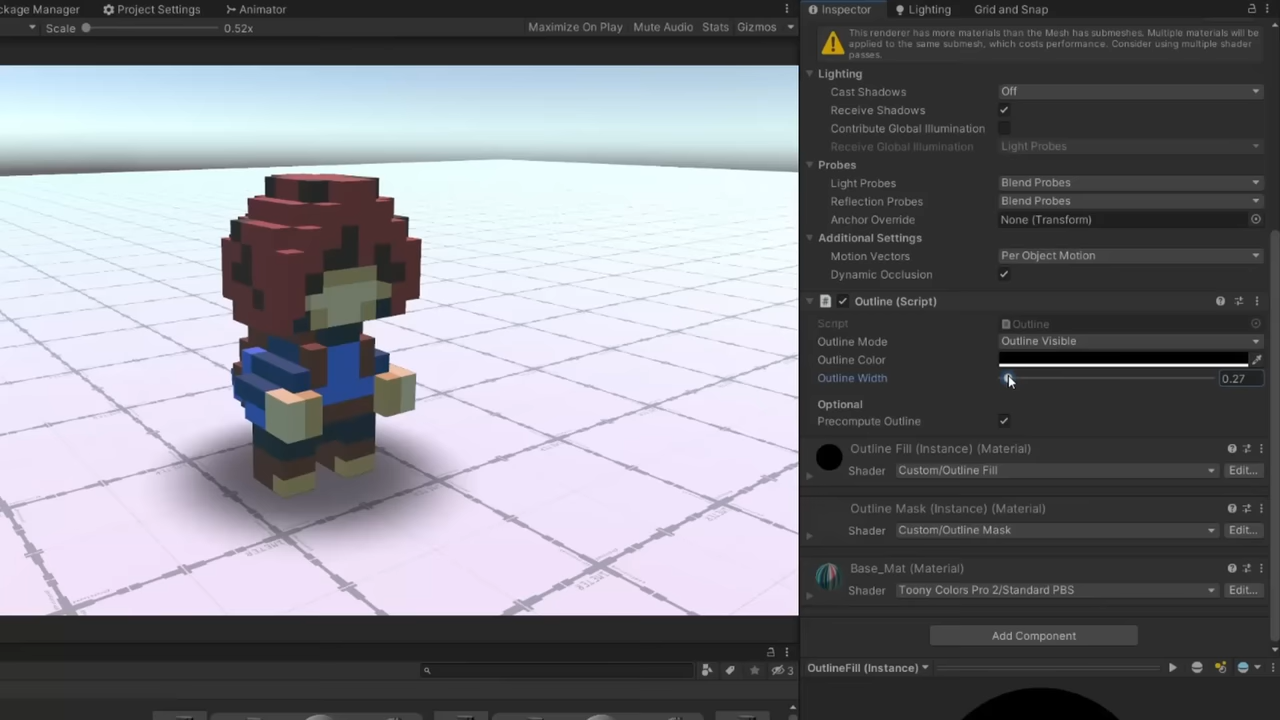 ckage Manager
Project Settings
Animator
Scale 0.52x
Maximize On Play Mute Audio Stats Gizmos
Inspector Lighting Grid and Snap
This renderer has more materials than the Mesh has submeshes. Multiple materials will be
applied to the same submesh, which costs performance. Consider using multiple shader
passes.
Lighting
Cast Shadows Off
Receive Shadows
Contribute Global Illumination
Receive Global Illumination Light Probes
Probes
Light Probes Blend Probes
Reflection Probes Blend Probes
Anchor Override None (Transform)
Additional Settings
Motion Vectors Per Object Motion
Dynamic Occlusion
# Outline (Script)
Script Outline
Outline Mode Outline Visible
Outline Color
Outline Width 0.27
Optional
Precompute Outline
Outline Fill (Instance) (Material)
Shader Custom/Outline Fill Edit...
Outline Mask (Instance) (Material)
Shader Custom/Outline Mask Edit...
Base_Mat (Material)
Shader Toony Colors Pro 2/Standard PBS Edit...
Add Component
OutlineFill (Instance)
3